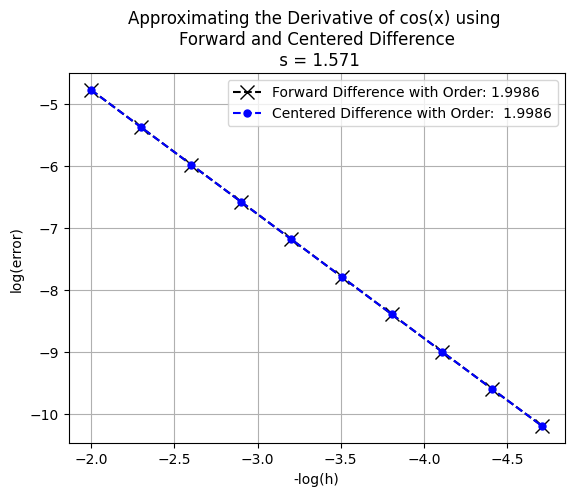 Approximating the Derivative of cos(x) using
Forward and Centered Difference
s = 1.571
Forward Difference with Order: 1.9986
Centered Difference with Order:  1.9986
log(error)
−5
−6
−7
−8
−9
−10
−2.0 −2.5 −3.0 −3.5 −4.0 −4.5
-log(h)